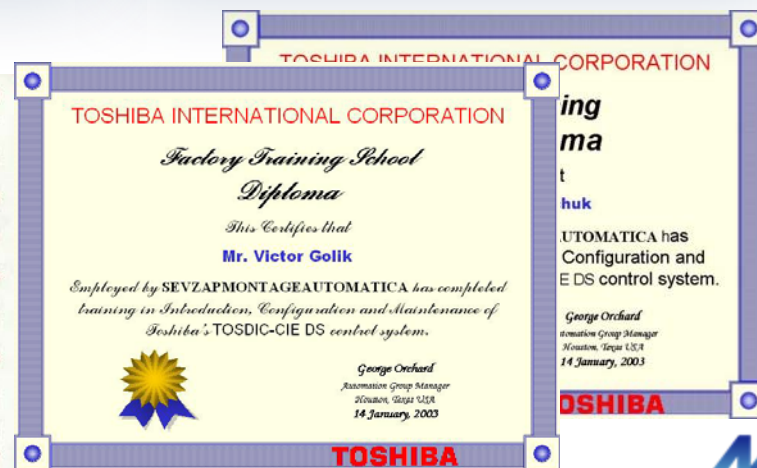 TOSHIBA INTERNATIONAL CORPORATION
Factory Training School
Diploma
This Certifies that
Mr. Victor Golik
Employed by SEVZAPMONTAGEAUTOMATICA has completed
training in Introduction, Configuration and Maintenance of
Toshiba's TOSDIC-CIE DS control system.
George Orchard
Automation Group Manager
Houston, Texas USA
14 January, 2003
TOSHIBA
TOSHIBA INTERNATIONAL CORPORATION
ing
ma
t
huk
UTOMATICA has
Configuration and
E DS control system.
George Orchard
tomation Group Manager
Houston, Texas USA
14 January, 2003
OSHIBA